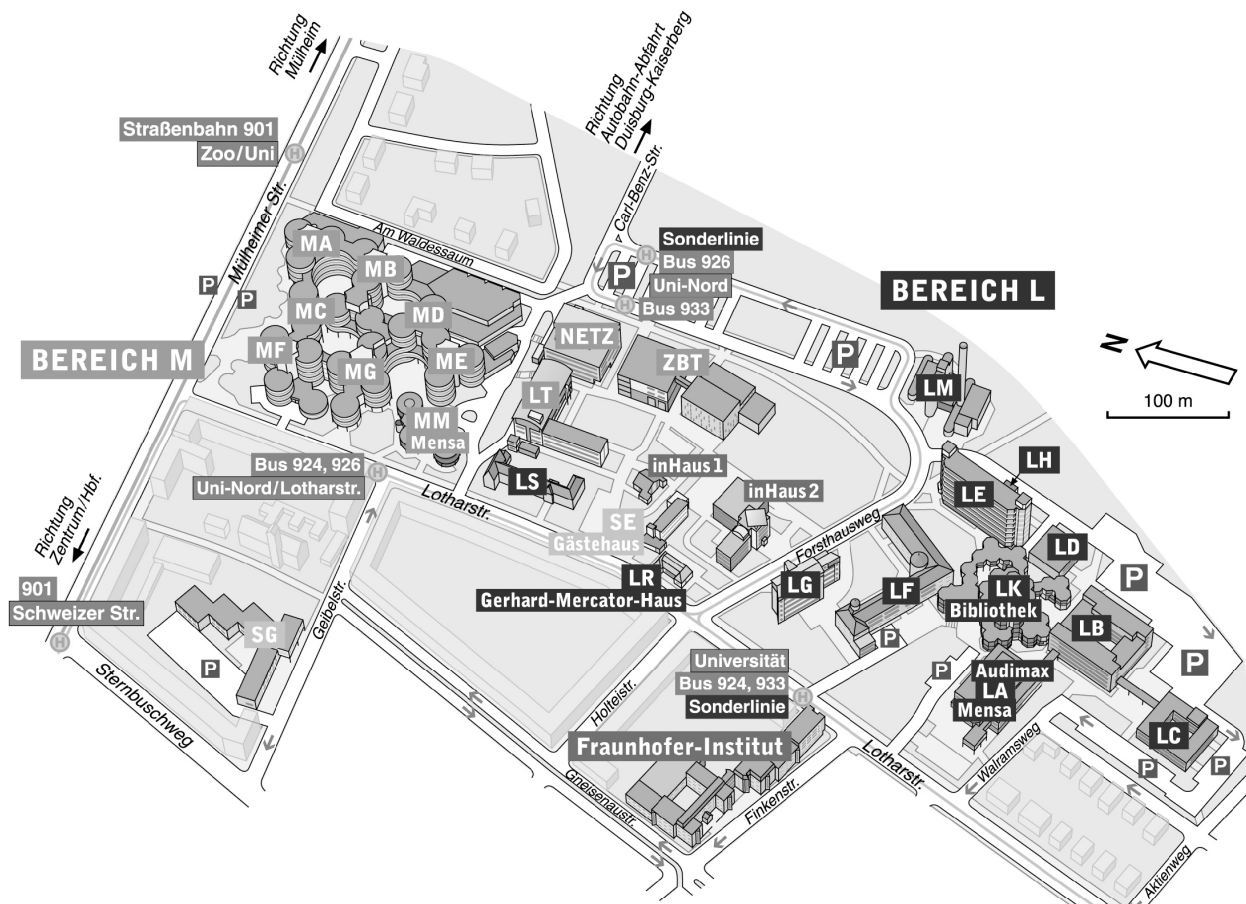 Richtung
Mülheim
Richtung
Autobahn-Abfahrt
Duisburg-Kaiserberg
Straßenbahn 901
Zoo/Uni
H
Mülheimer Str.
Carl-Benz-Str.
Am Waldessaum
H
Sonderlinie
Bus 926
Uni-Nord
Bus 933
H
P
P
P
MA
MB
MC
MD
MF
MG
ME
MM
Mensa
BEREICH M
BEREICH L
NETZ
ZBT
LT
P
LM
N
100 m
Bus 924, 926
Uni-Nord/Lotharstr.
H
Lotharstr.
LS
inHaus 1
inHaus 2
SE
Gästehaus
LR
Gerhard-Mercator-Haus
Forsthausweg
LH
LE
LD
P
LG
LF
LK
Bibliothek
LB
P
P
P
Richtung
Zentrum/Hbf.
901
Schweizer Str.
H
SG
P
Geibelstr.
Sternbuschweg
Universität
Bus 924, 933
Sonderlinie
H
Holteistr.
Fraunhofer-Institut
Gneisenaustr.
Finkenstr.
Lotharstr.
Audimax
LA
Mensa
Walramsweg
LC
P
P
Aktienweg